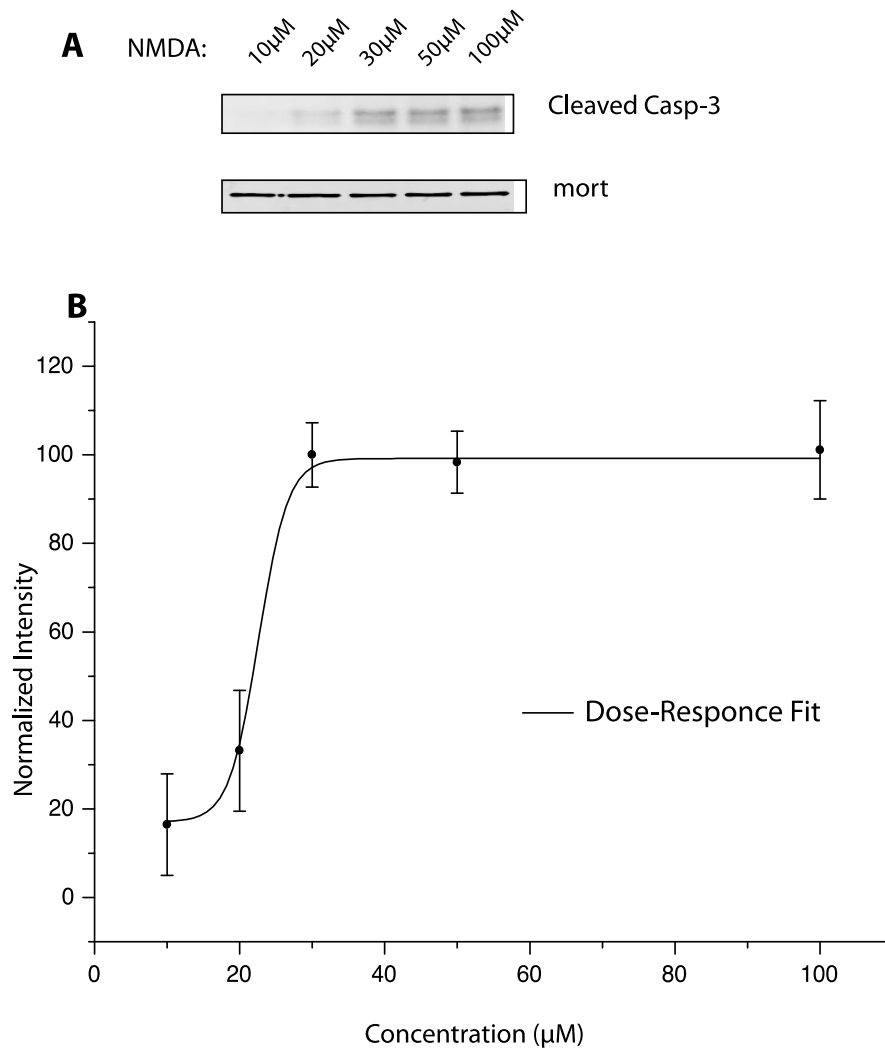 A
NMDA:
10µM
20µM
30µM
50µM
100µM
Cleaved Casp-3
mort
B
120
100
80
60
40
20
0
Normalized Intensity
Dose-Responce Fit
0
20
40
60
80
100
Concentration (µM)